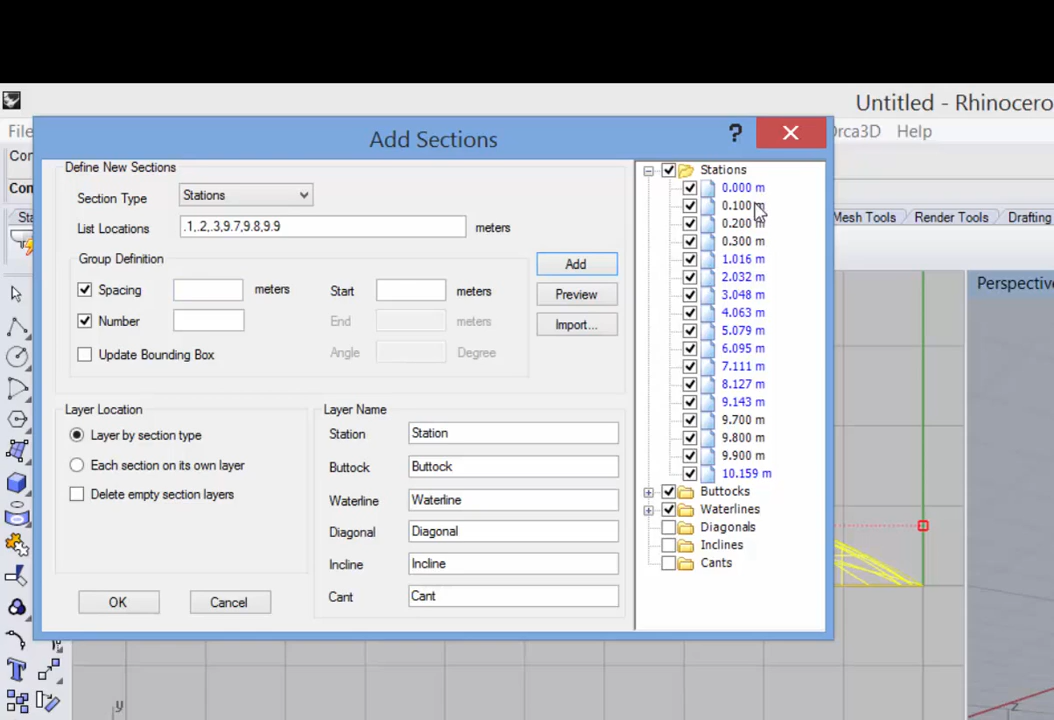 Untitled - Rhinocero
File
Add Sections
?
rca3D Help
Define New Sections
Section Type Stations
List Locations .1,.2,.3,9.7,9.8,9.9 meters
Group Definition
Spacing meters Start meters
Number End meters
Update Bounding Box Angle Degree
Add
Preview
Import...
Layer Location
Layer by section type
Each section on its own layer
Delete empty section layers
Layer Name
Station Station
Buttock Buttock
Waterline Waterline
Diagonal Diagonal
Incline Incline
Cant Cant
OK Cancel
Stations
0.000 m
0.100 m
0.200 m
0.300 m
1.016 m
2.032 m
3.048 m
4.063 m
5.079 m
6.095 m
7.111 m
8.127 m
9.143 m
9.700 m
9.800 m
9.900 m
10.159 m
Buttocks
Waterlines
Diagonals
Inclines
Cants
Mesh Tools Render Tools Drafting
Perspectiv
y
z